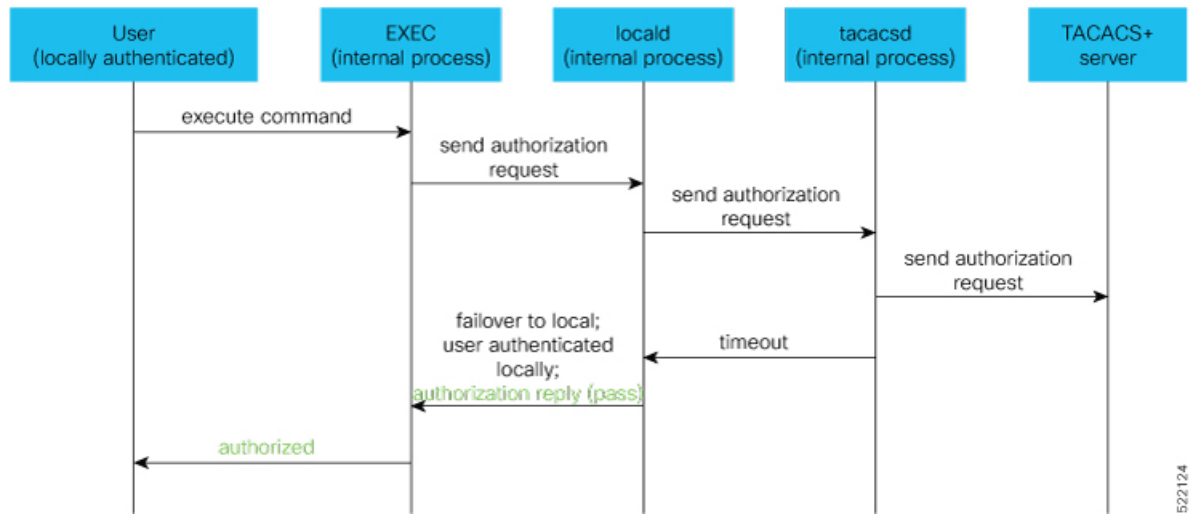 User
(locally authenticated)
EXEC
(internal process)
locald
(internal process)
tacacsd
(internal process)
TACACS+
server
execute command
send authorization
request
send authorization
request
send authorization
request
timeout
failover to local;
user authenticated
locally;
authorization reply (pass)
authorized
522124